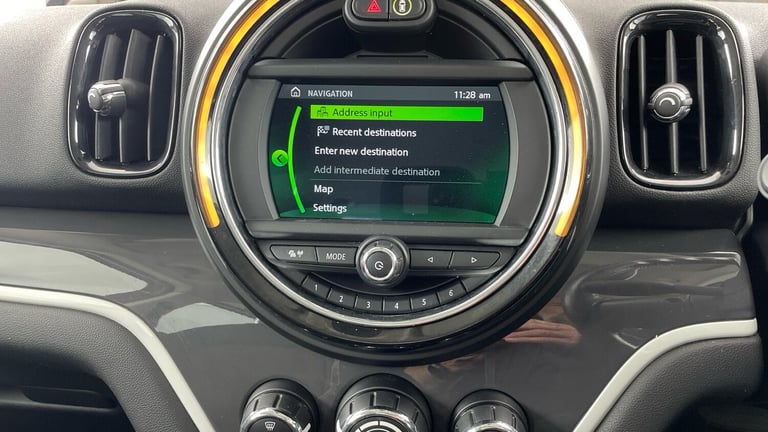 NAVIGATION 11:28 am
Address input
Recent destinations
Enter new destination
Add intermediate destination
Map
Settings
MODE
1 2 3 4 5 6